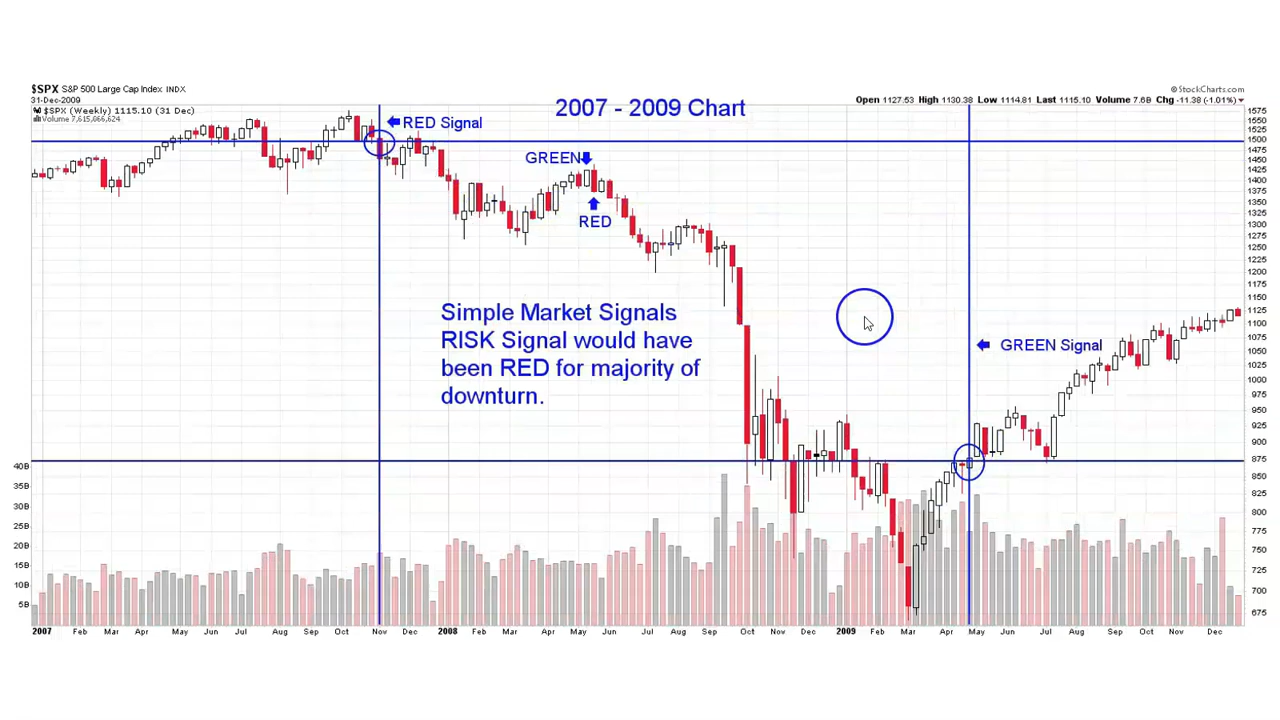 $SPX S&P 500 Large Cap Index INDX
© StockCharts.com
31-Dec-2009
Open 1127.53 High 1130.38 Low 1114.81 Last 1115.10 Volume 7.6B Chg -11.38 (-1.01%)
$SPX (Weekly) 1115.10 (31 Dec)
Volume 7,615,666,624
2007 - 2009 Chart
RED Signal
GREEN
RED
Simple Market Signals
RISK Signal would have
been RED for majority of
downturn.
GREEN Signal
1575
1550
1525
1500
1475
1450
1425
1400
1375
1350
1325
1300
1275
1250
1225
1200
1175
1150
1125
1100
1075
1050
1025
1000
975
950
925
900
875
850
825
800
775
750
725
700
675
40B
35B
30B
25B
20B
15B
10B
5B
2007 Feb Mar Apr May Jun Jul Aug Sep Oct Nov Dec 2008 Feb Mar Apr May Jun Jul Aug Sep Oct Nov Dec 2009 Feb Mar Apr May Jun Jul Aug Sep Oct Nov Dec